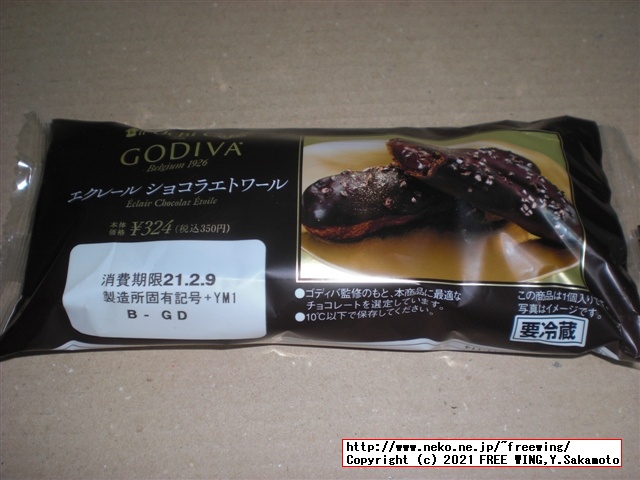 GODIVA
Belgium 1926
エクレール ショコラエトワール
Éclair Chocolat Étoile
本体価格 ¥324(税込350円)
消費期限21.2.9
製造所固有記号+YM1
B - GD
●ゴディバ監修のもと、本商品に最適な
チョコレートを選定しています。
●10℃以下で保存してください。
この商品は1個入りで
写真はイメージです。
要冷蔵
http://www.neko.ne.jp/~freewing/
Copyright (c) 2021 FREE WING,Y.Sakamoto